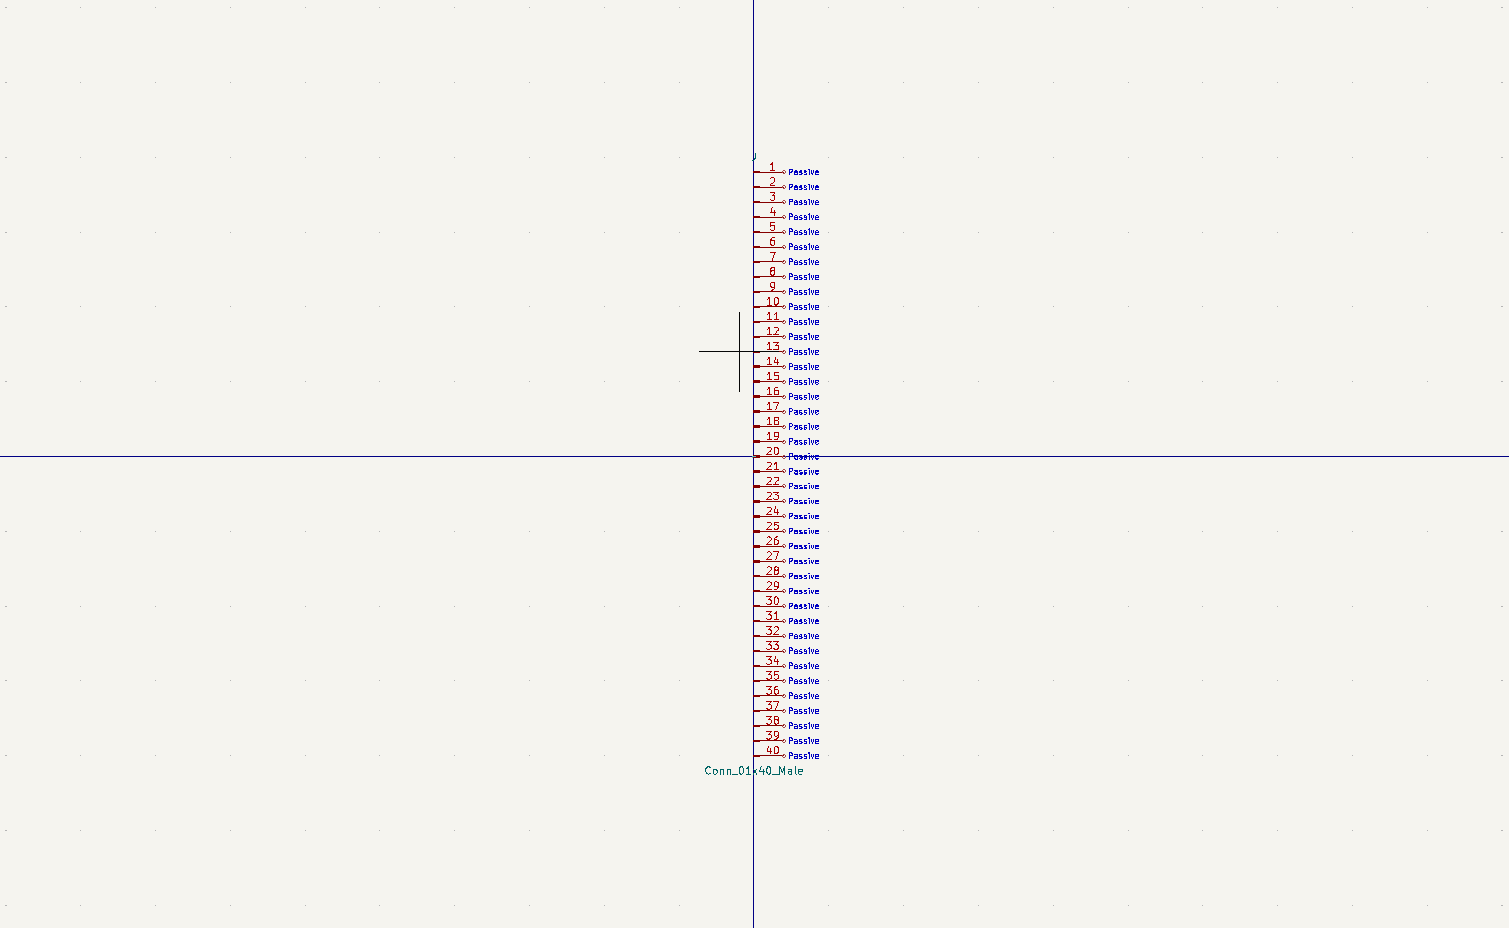 J
1 Passive
2 Passive
3 Passive
4 Passive
5 Passive
6 Passive
7 Passive
8 Passive
9 Passive
10 Passive
11 Passive
12 Passive
13 Passive
14 Passive
15 Passive
16 Passive
17 Passive
18 Passive
19 Passive
20 Passive
21 Passive
22 Passive
23 Passive
24 Passive
25 Passive
26 Passive
27 Passive
28 Passive
29 Passive
30 Passive
31 Passive
32 Passive
33 Passive
34 Passive
35 Passive
36 Passive
37 Passive
38 Passive
39 Passive
40 Passive
Conn_01x40_Male